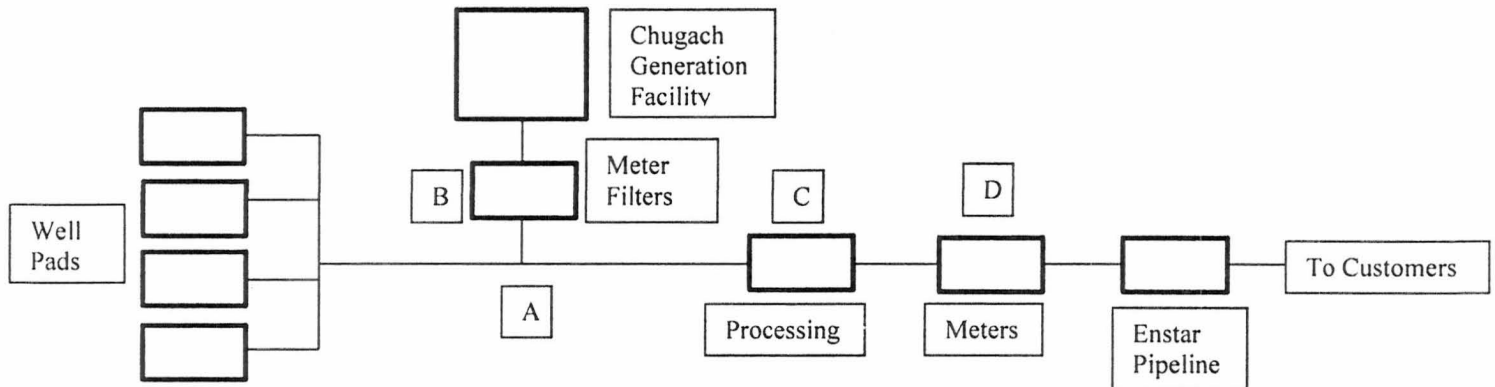 Chugach
Generation
Facility
Meter
Filters
B
C
D
Well
Pads
To Customers
A
Processing
Meters
Enstar
Pipeline